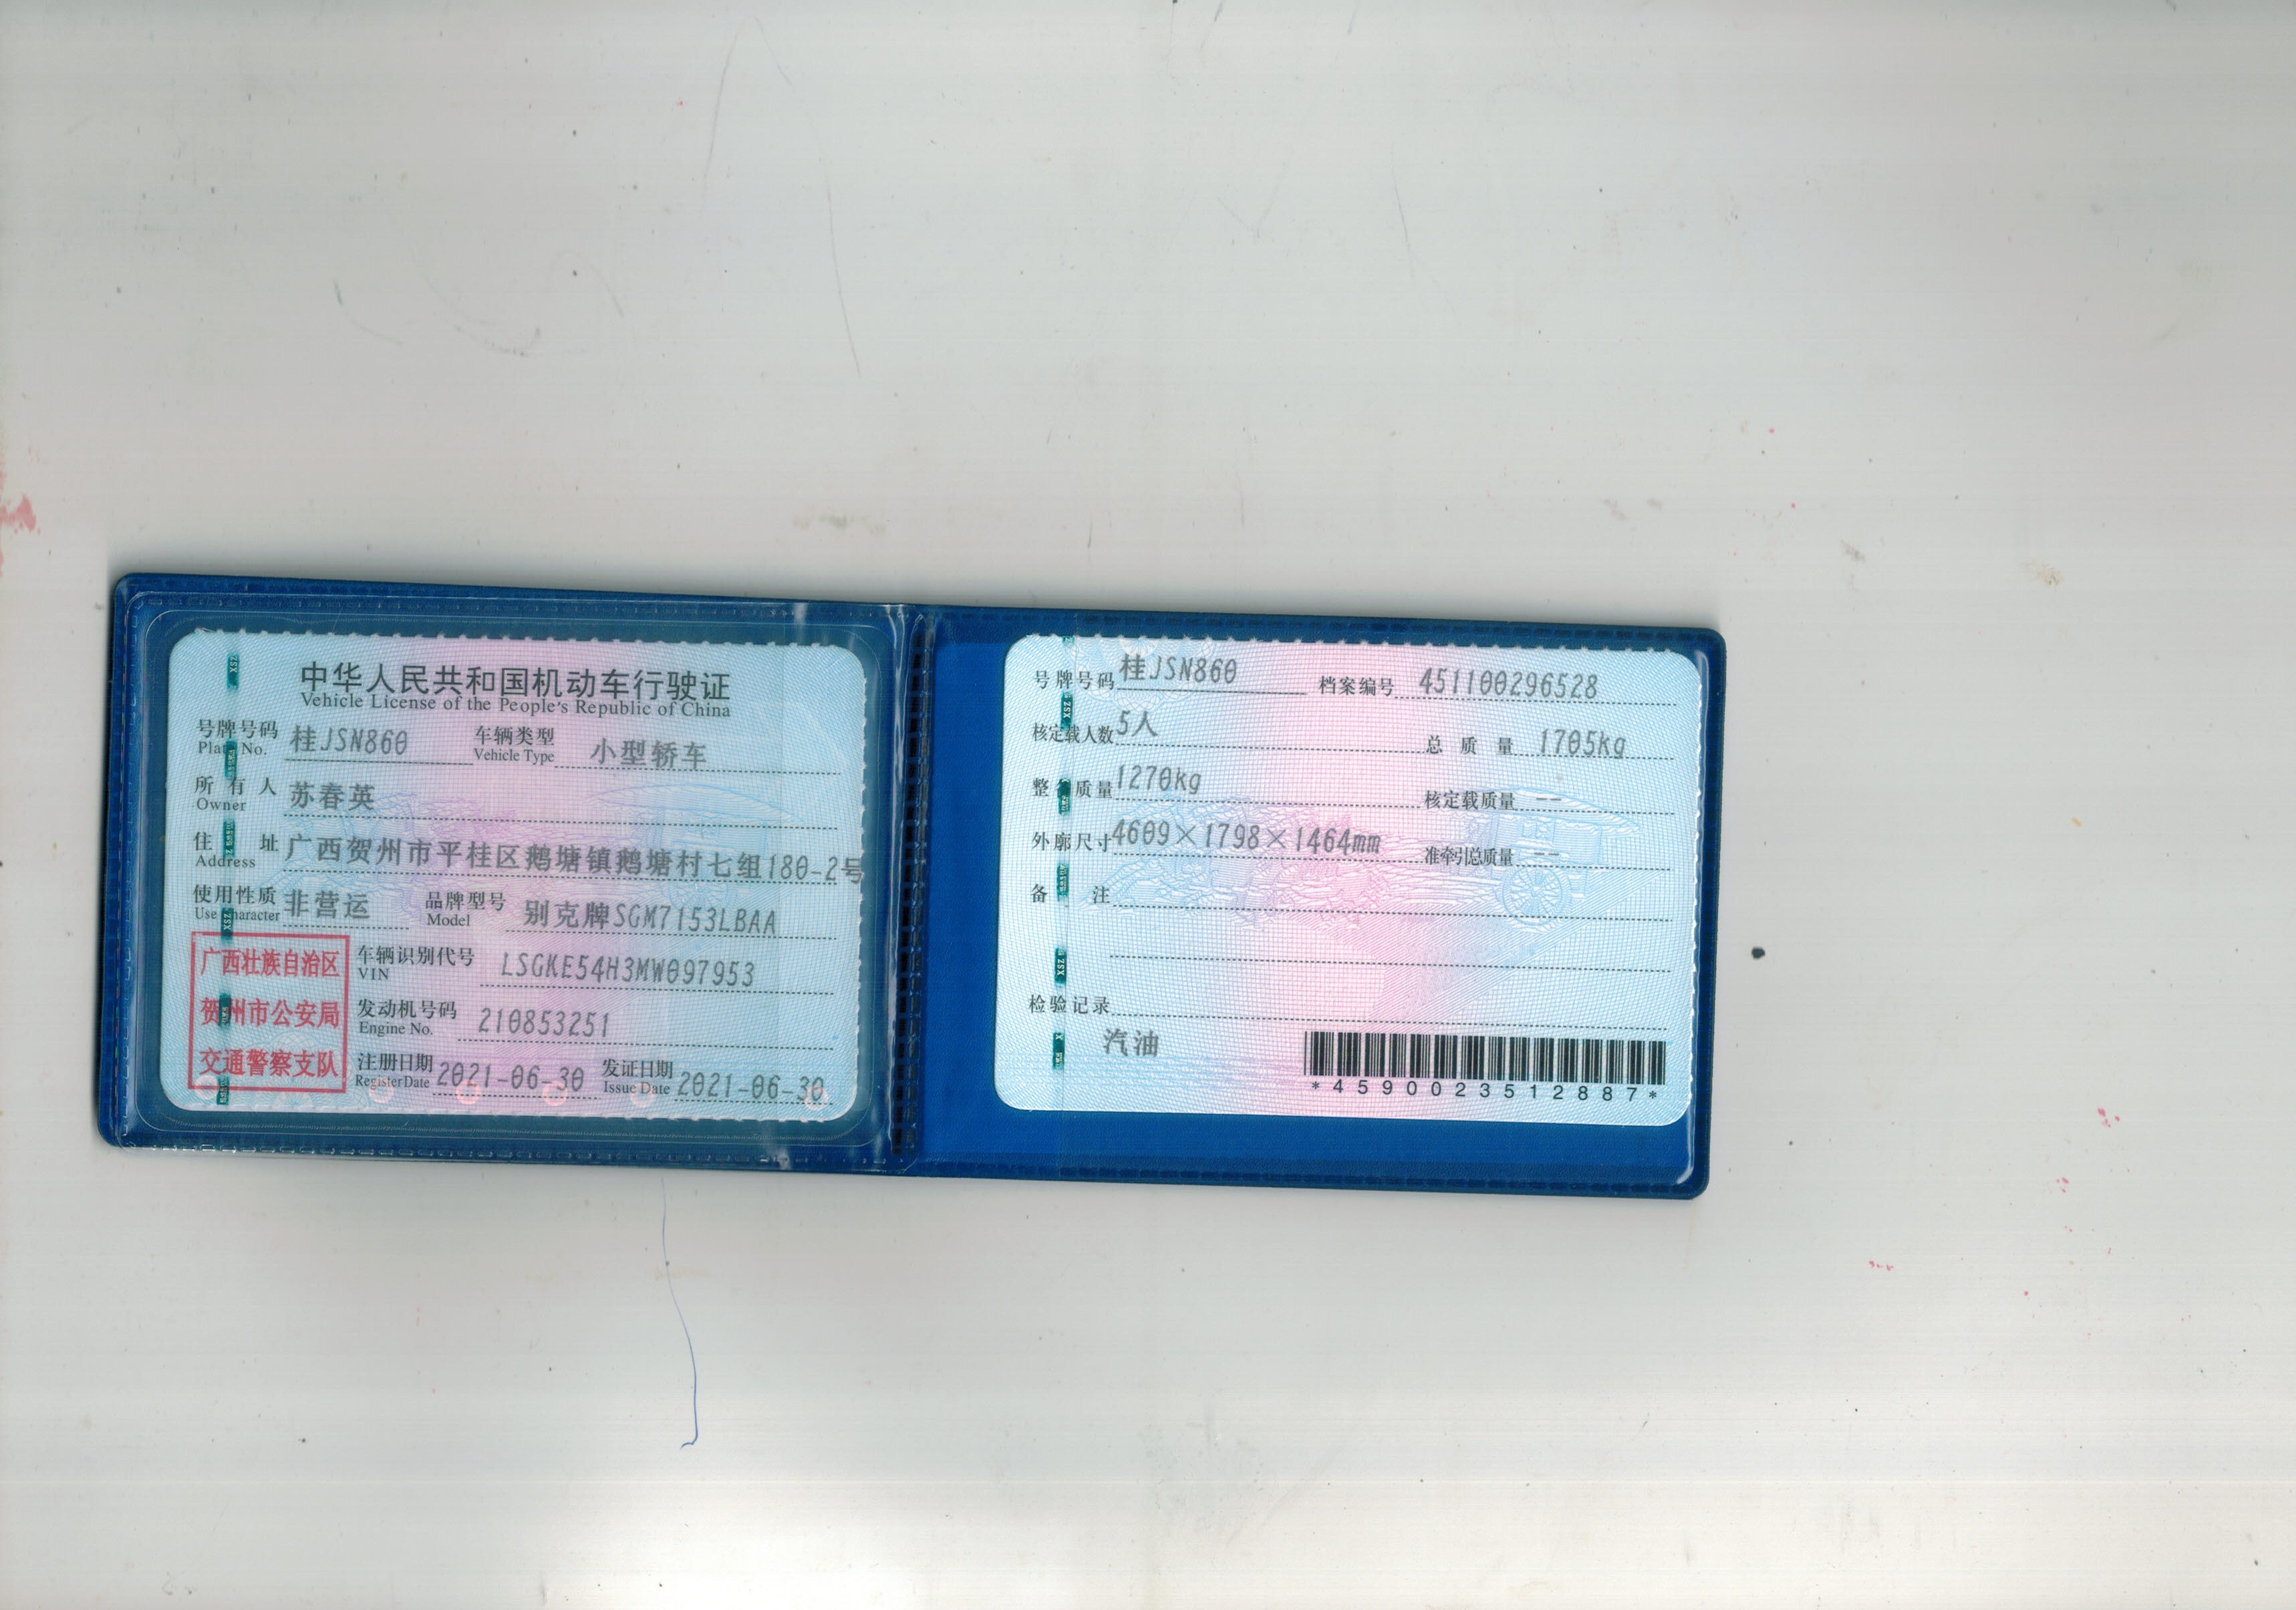 中华人民共和国机动车行驶证
Vehicle License of the People's Republic of China
号牌号码 桂JSN860 车辆类型 小型轿车
Plate No. Vehicle Type
所有人 苏春英
Owner
住址 广西贺州市平桂区鹅塘镇鹅塘村七组180-2号
Address
使用性质 非营运 品牌型号 别克牌SGM7153LBAA
Use Character Model
广西壮族自治区
贺州市公安局
交通警察支队
车辆识别代号 LSGKE54H3MW097953
VIN
发动机号码 210853251
Engine No.
注册日期 2021-06-30 发证日期 2021-06-30
Register Date Issue Date
号牌号码 桂JSN860 档案编号 451100296528
核定载人数 5人 总质量 1705kg
整备质量 1270kg 核定载质量 --
外廓尺寸 4609×1798×1464mm 准牵引总质量 --
备注
检验记录
汽油
*4590023512887*